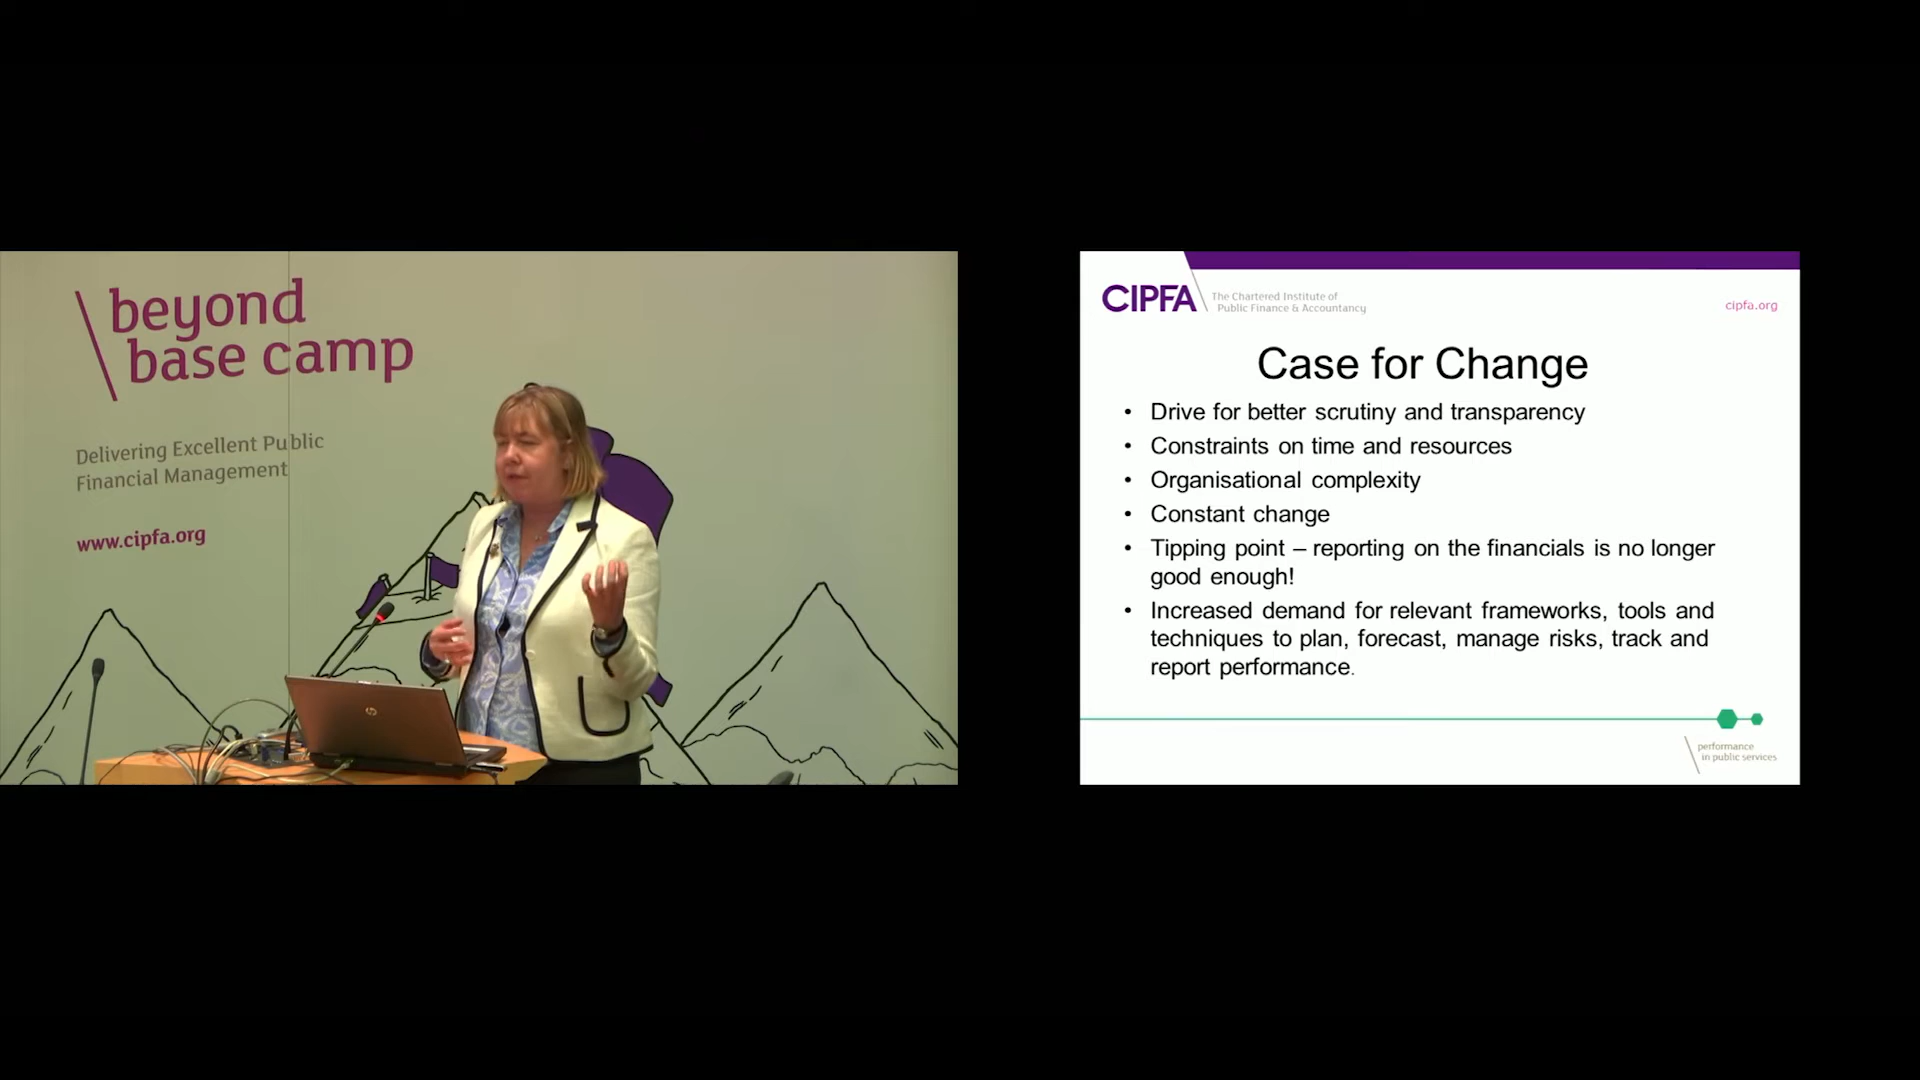 beyond
base camp
Delivering Excellent Public
Financial Management
www.cipfa.org
hp
CIPFA
The Chartered Institute of
Public Finance & Accountancy
cipfa.org
Case for Change
• Drive for better scrutiny and transparency
• Constraints on time and resources
• Organisational complexity
• Constant change
• Tipping point – reporting on the financials is no longer
good enough!
• Increased demand for relevant frameworks, tools and
techniques to plan, forecast, manage risks, track and
report performance.
performance
in public services